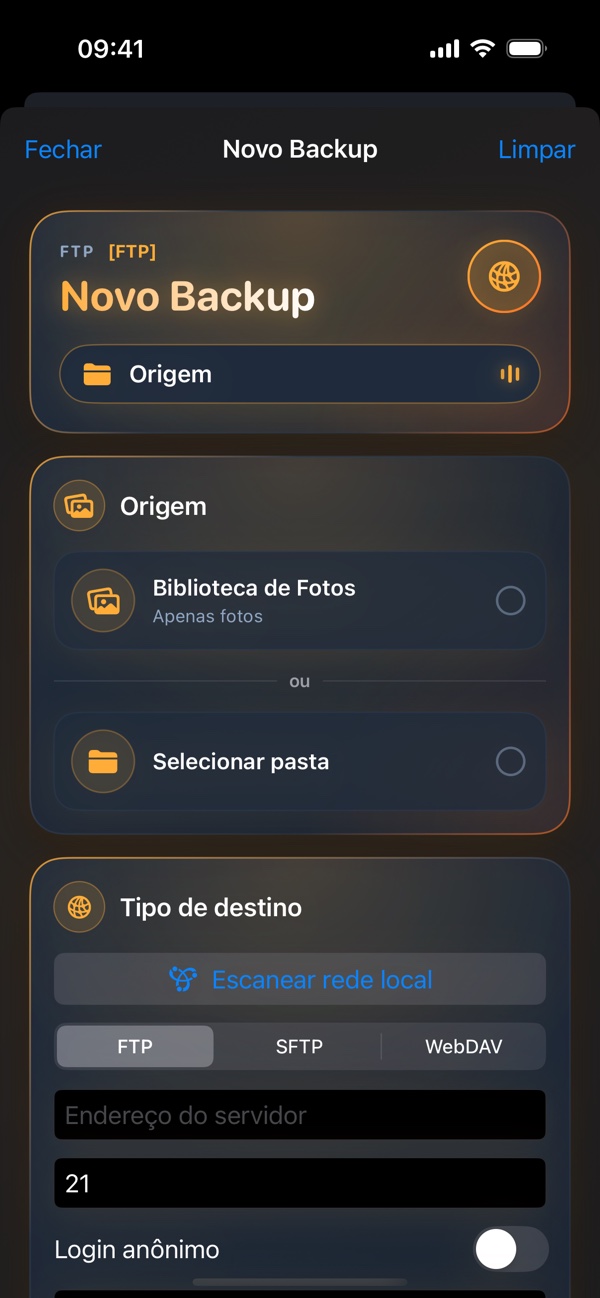 09:41
Fechar
Novo Backup
Limpar
FTP [FTP]
Novo Backup
Origem
Origem
Biblioteca de Fotos
Apenas fotos
ou
Selecionar pasta
Tipo de destino
Escanear rede local
FTP
SFTP
WebDAV
Endereço do servidor
21
Login anônimo